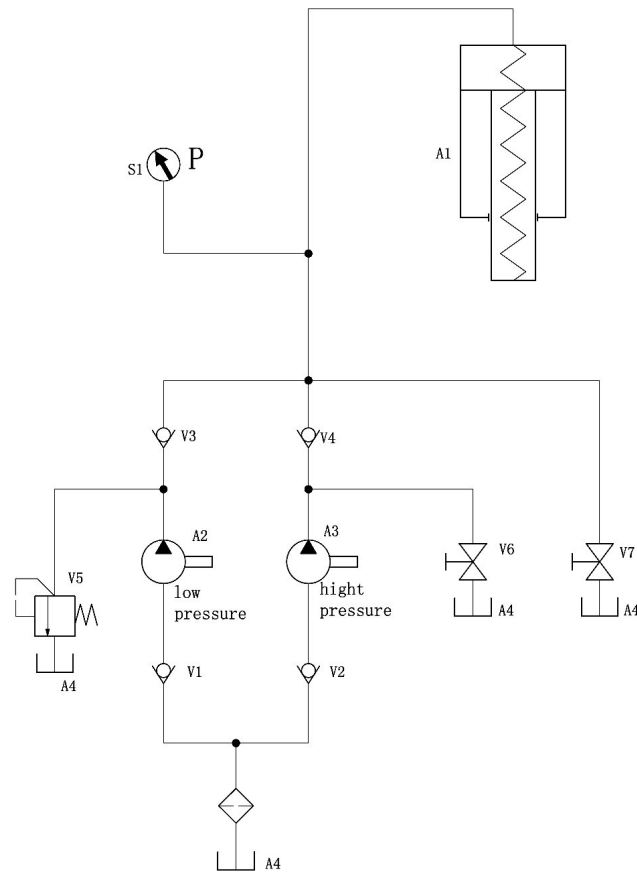 A1
S1
P
V3
V4
A2
A3
V6
V7
V5
low
pressure
hight
pressure
A4
A4
A4
V1
V2
A4